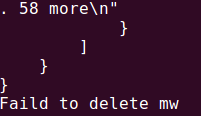 . 58 more\n"
}
]
}
}
Faild to delete mw